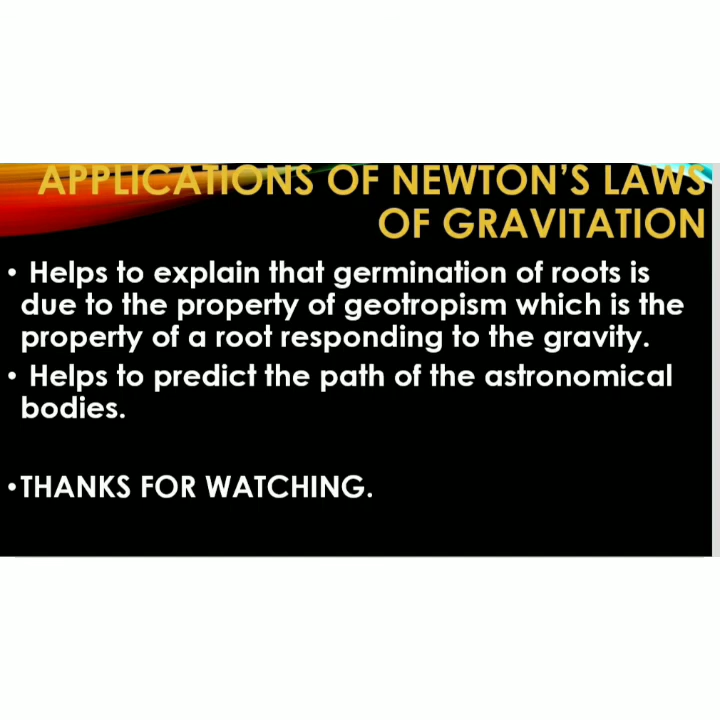 APPLICATIONS OF NEWTON'S LAWS
OF GRAVITATION
• Helps to explain that germination of roots is
due to the property of geotropism which is the
property of a root responding to the gravity.
• Helps to predict the path of the astronomical
bodies.
•THANKS FOR WATCHING.